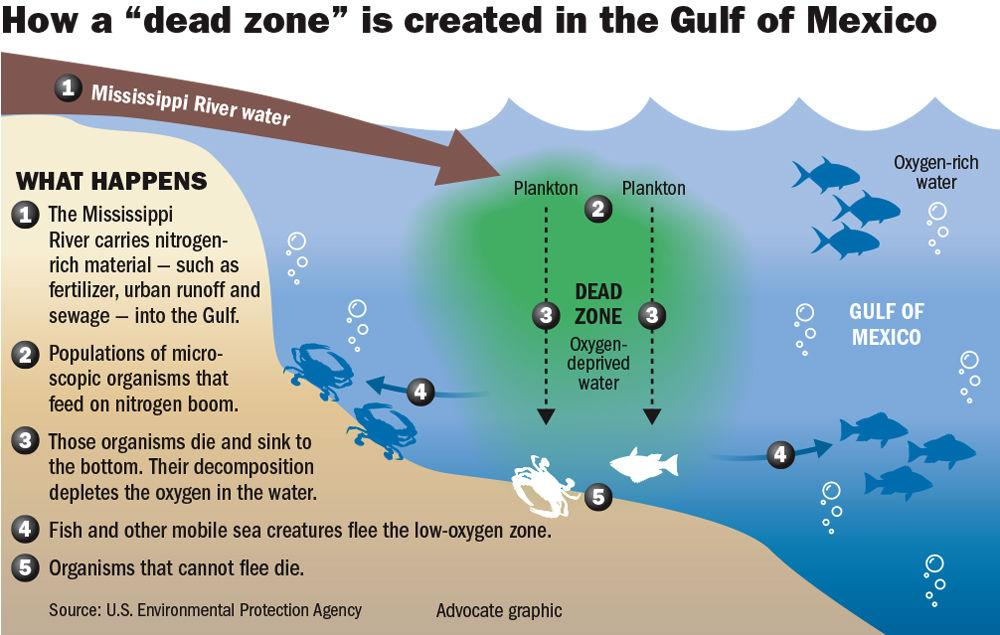 How a “dead zone” is created in the Gulf of Mexico
1 Mississippi River water
WHAT HAPPENS
1 The Mississippi
River carries nitrogen-
rich material — such as
fertilizer, urban runoff and
sewage — into the Gulf.
2 Populations of micro-
scopic organisms that
feed on nitrogen boom.
3 Those organisms die and sink to
the bottom. Their decomposition
depletes the oxygen in the water.
4 Fish and other mobile sea creatures flee the low-oxygen zone.
5 Organisms that cannot flee die.
Source: U.S. Environmental Protection Agency
Advocate graphic
Plankton
2
Plankton
3
DEAD
ZONE
3
Oxygen-
deprived
water
4
5
4
Oxygen-rich
water
GULF OF
MEXICO